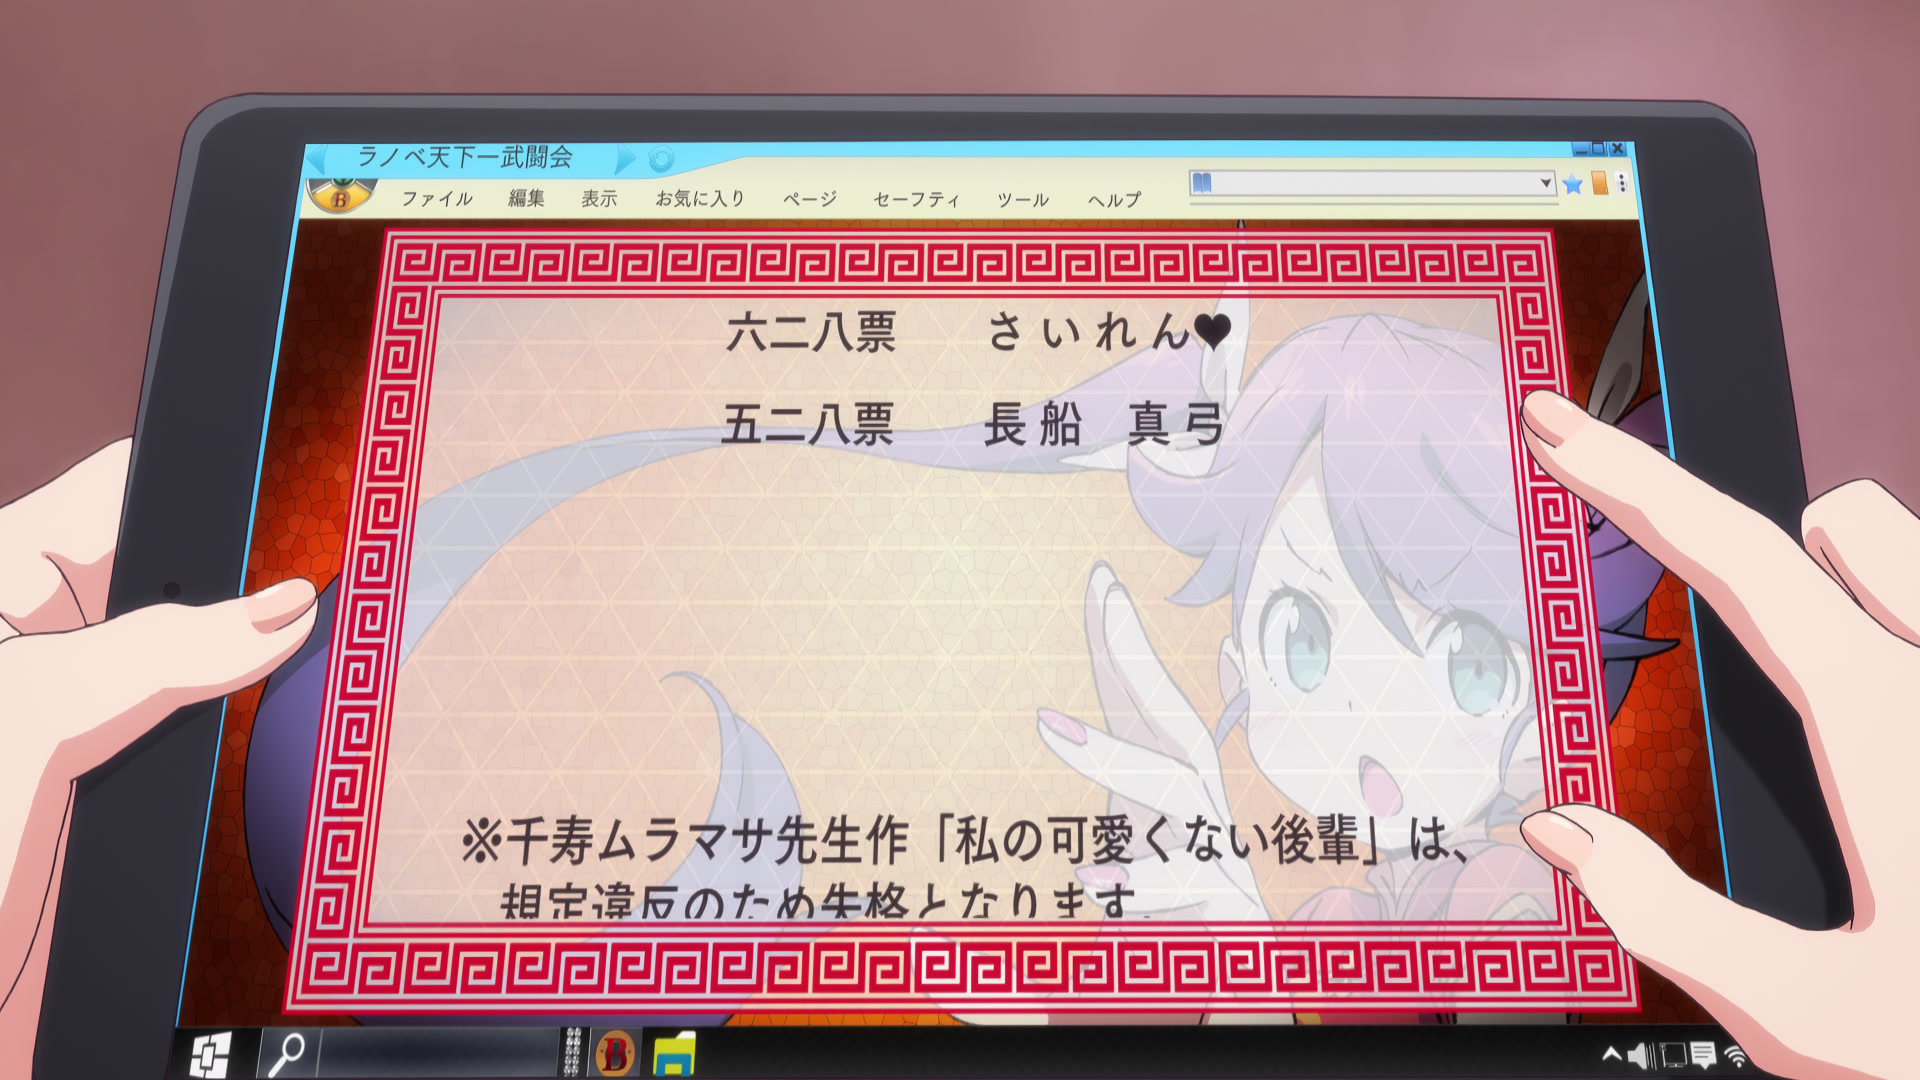 ラノベ天下一武闘会
ファイル 編集 表示 お気に入り ページ セーフティ ツール ヘルプ
B
六二八票 さいれん♥
五二八票 長船 真弓
※千寿ムラマサ先生作「私の可愛くない後輩」は、
規定違反のため失格となります。
B